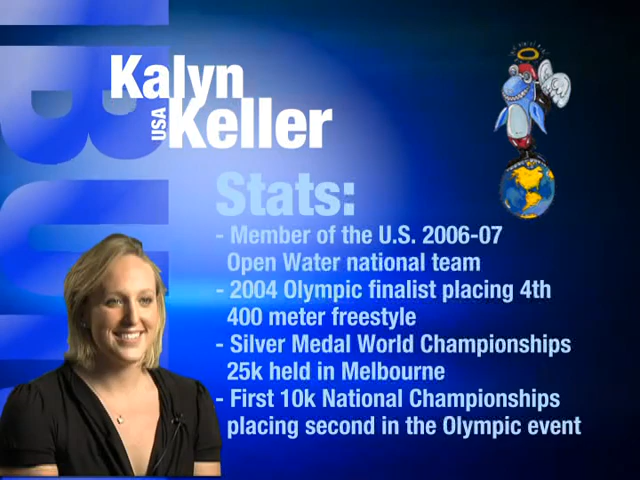 Kalyn
USA Keller
Stats:
- Member of the U.S. 2006-07
Open Water national team
- 2004 Olympic finalist placing 4th
400 meter freestyle
- Silver Medal World Championships
25k held in Melbourne
- First 10k National Championships
placing second in the Olympic event